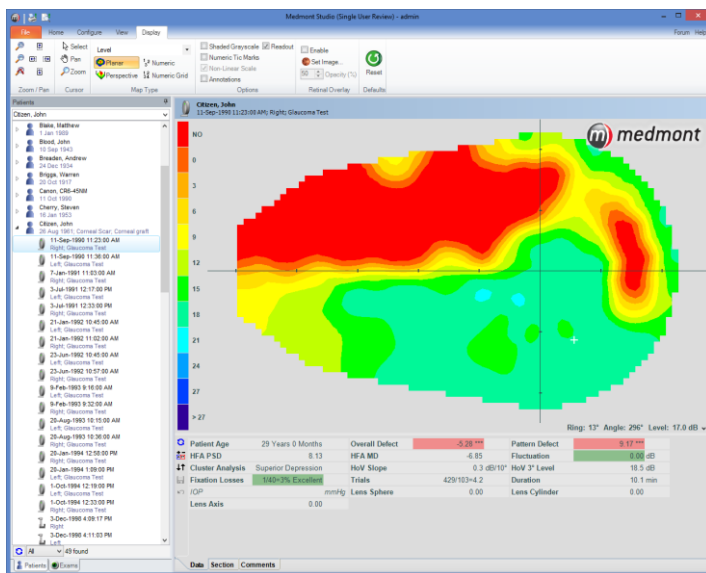 Medmont Studio (Single User Review) - admin
File Home Configure View Display Forum Help
Select Pan Zoom
Level
Planar Numeric
Perspective Numeric Grid
Shaded Grayscale Readout
Numeric Tic Marks
Non-Linear Scale
Annotations
Enable
Set Image...
50 Opacity (%)
Reset
Zoom / Pan Cursor Map Type Options Retinal Overlay Defaults
Patients
Citizen, John
Blake, Matthew
1 Jan 1989
Blood, John
10 Sep 1943
Breaden, Andrew
24 Dec 1934
Briggs, Warren
20 Oct 1917
Canon, CR6-45NM
11 Oct 1990
Cherry, Steven
16 Jan 1953
Citizen, John
26 Aug 1961; Corneal Scar; Corneal graft
11-Sep-1990 11:23:00 AM
Right; Glaucoma Test
11-Sep-1990 11:36:00 AM
Left; Glaucoma Test
7-Jan-1991 11:03:00 AM
Left; Glaucoma Test
3-Jul-1991 12:17:00 PM
Left; Glaucoma Test
3-Jul-1991 12:33:00 PM
Right; Glaucoma Test
21-Jan-1992 10:45:00 AM
Left; Glaucoma Test
21-Jan-1992 11:02:00 AM
Right; Glaucoma Test
23-Jun-1992 10:45:00 AM
Left; Glaucoma Test
23-Jun-1992 10:57:00 AM
Right; Glaucoma Test
9-Feb-1993 9:16:00 AM
Left; Glaucoma Test
9-Feb-1993 9:32:00 AM
Right; Glaucoma Test
20-Aug-1993 10:15:00 AM
Left; Glaucoma Test
20-Aug-1993 10:36:00 AM
Right; Glaucoma Test
20-Jan-1994 12:58:00 PM
Right; Glaucoma Test
20-Jan-1994 1:09:00 PM
Left; Glaucoma Test
1-Oct-1994 12:19:00 PM
Left; Glaucoma Test
1-Oct-1994 12:33:00 PM
Right; Glaucoma Test
3-Dec-1998 4:09:17 PM
Right
3-Dec-1998 4:11:03 PM
Left
All 49 found
Patients Exams
Citizen, John
11-Sep-1990 11:23:00 AM; Right; Glaucoma Test
NO
0
3
6
9
12
15
18
21
24
27
> 27
m medmont
Ring: 13° Angle: 296° Level: 17.0 dB
Patient Age 29 Years 0 Months Overall Defect -5.28 *** Pattern Defect 9.17 ***
HFA PSD 8.13 HFA MD -6.85 Fluctuation 0.00 dB
Cluster Analysis Superior Depression HoV Slope 0.3 dB/10° HoV 3° Level 18.5 dB
Fixation Losses 1/40=3% Excellent Trials 429/103=4.2 Duration 10.1 min
IOP mmHg Lens Sphere 0.00 Lens Cylinder 0.00
Lens Axis 0.00
Data Section Comments